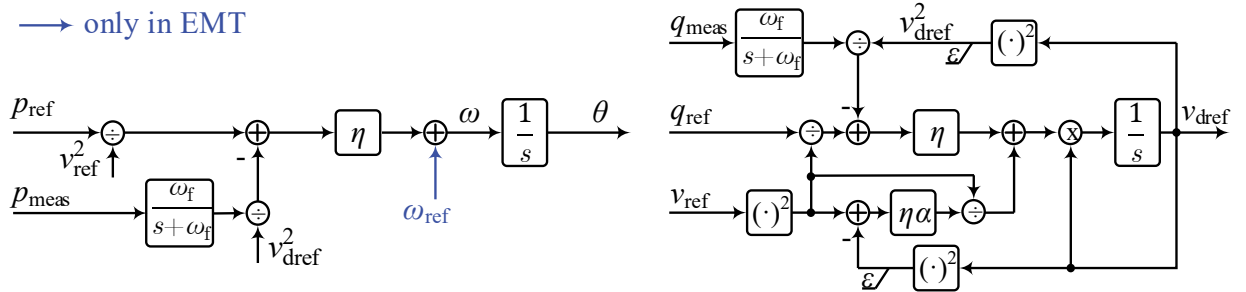 only in EMT
p_ref
÷
v²_ref
-
+
η
+
ω_ref
ω
1/s
θ
p_meas
ω_f/(s+ω_f)
÷
v²_dref
q_meas
ω_f/(s+ω_f)
÷
v²_dref
ε
(·)²
q_ref
÷
-
+
η
+
x
1/s
v_dref
v_ref
(·)²
+
-
ηα
÷
ε
(·)²